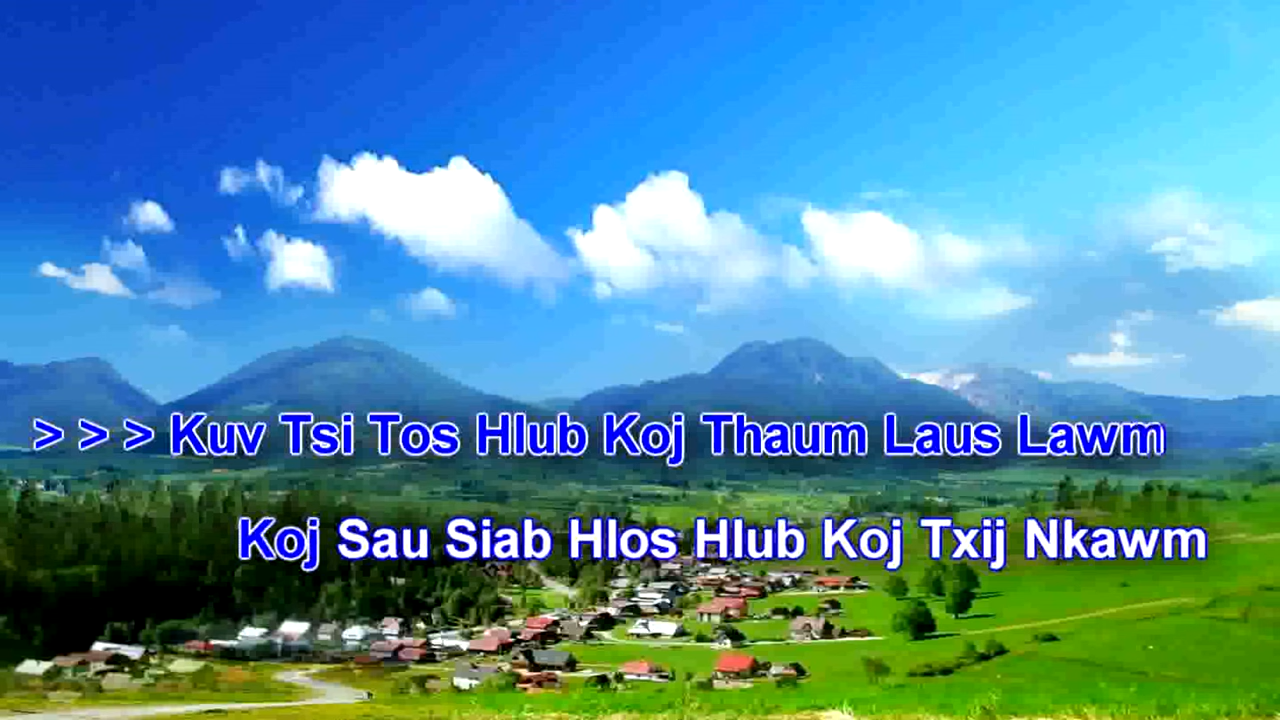 > > > Kuv Tsi Tos Hlub Koj Thaum Laus Lawm
Koj Sau Siab Hlos Hlub Koj Txij Nkawm